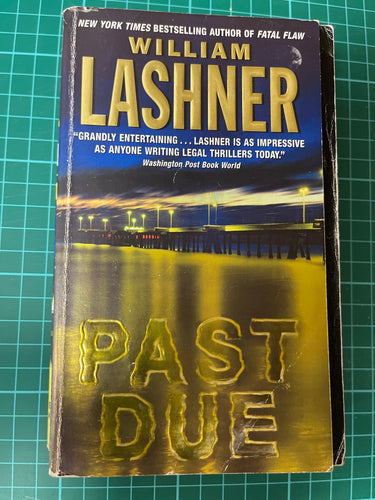 NEW YORK TIMES BESTSELLING AUTHOR OF FATAL FLAW
WILLIAM
LASHNER
"GRANDLY ENTERTAINING . . . LASHNER IS AS IMPRESSIVE
AS ANYONE WRITING LEGAL THRILLERS TODAY."
Washington Post Book World
PAST
DUE